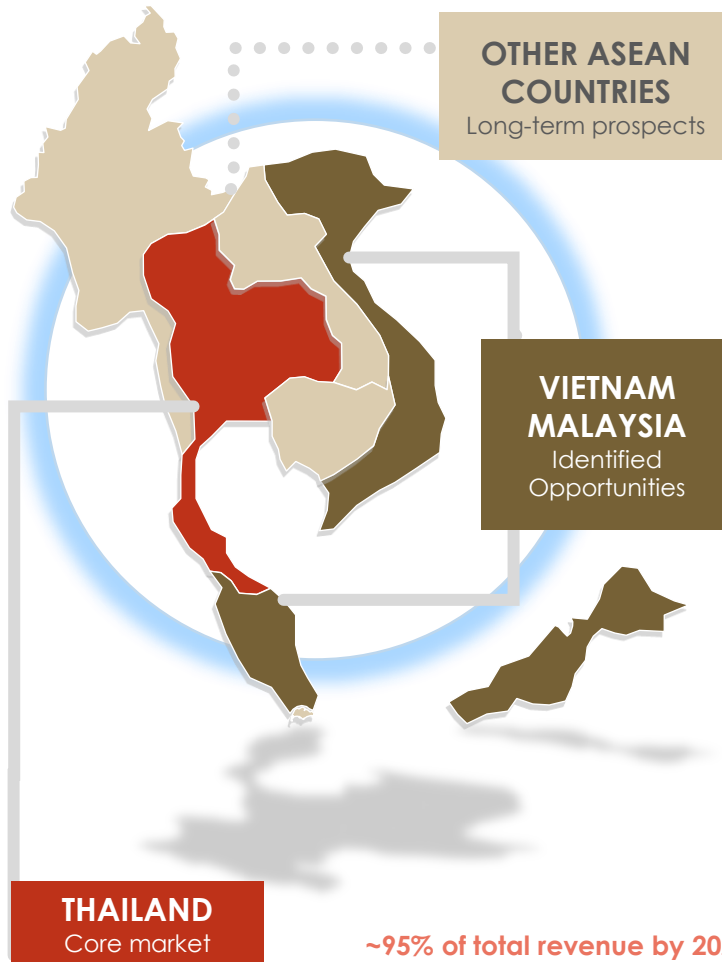 OTHER ASEAN
COUNTRIES
Long-term prospects
VIETNAM
MALAYSIA
Identified
Opportunities
THAILAND
Core market
~95% of total revenue by 20